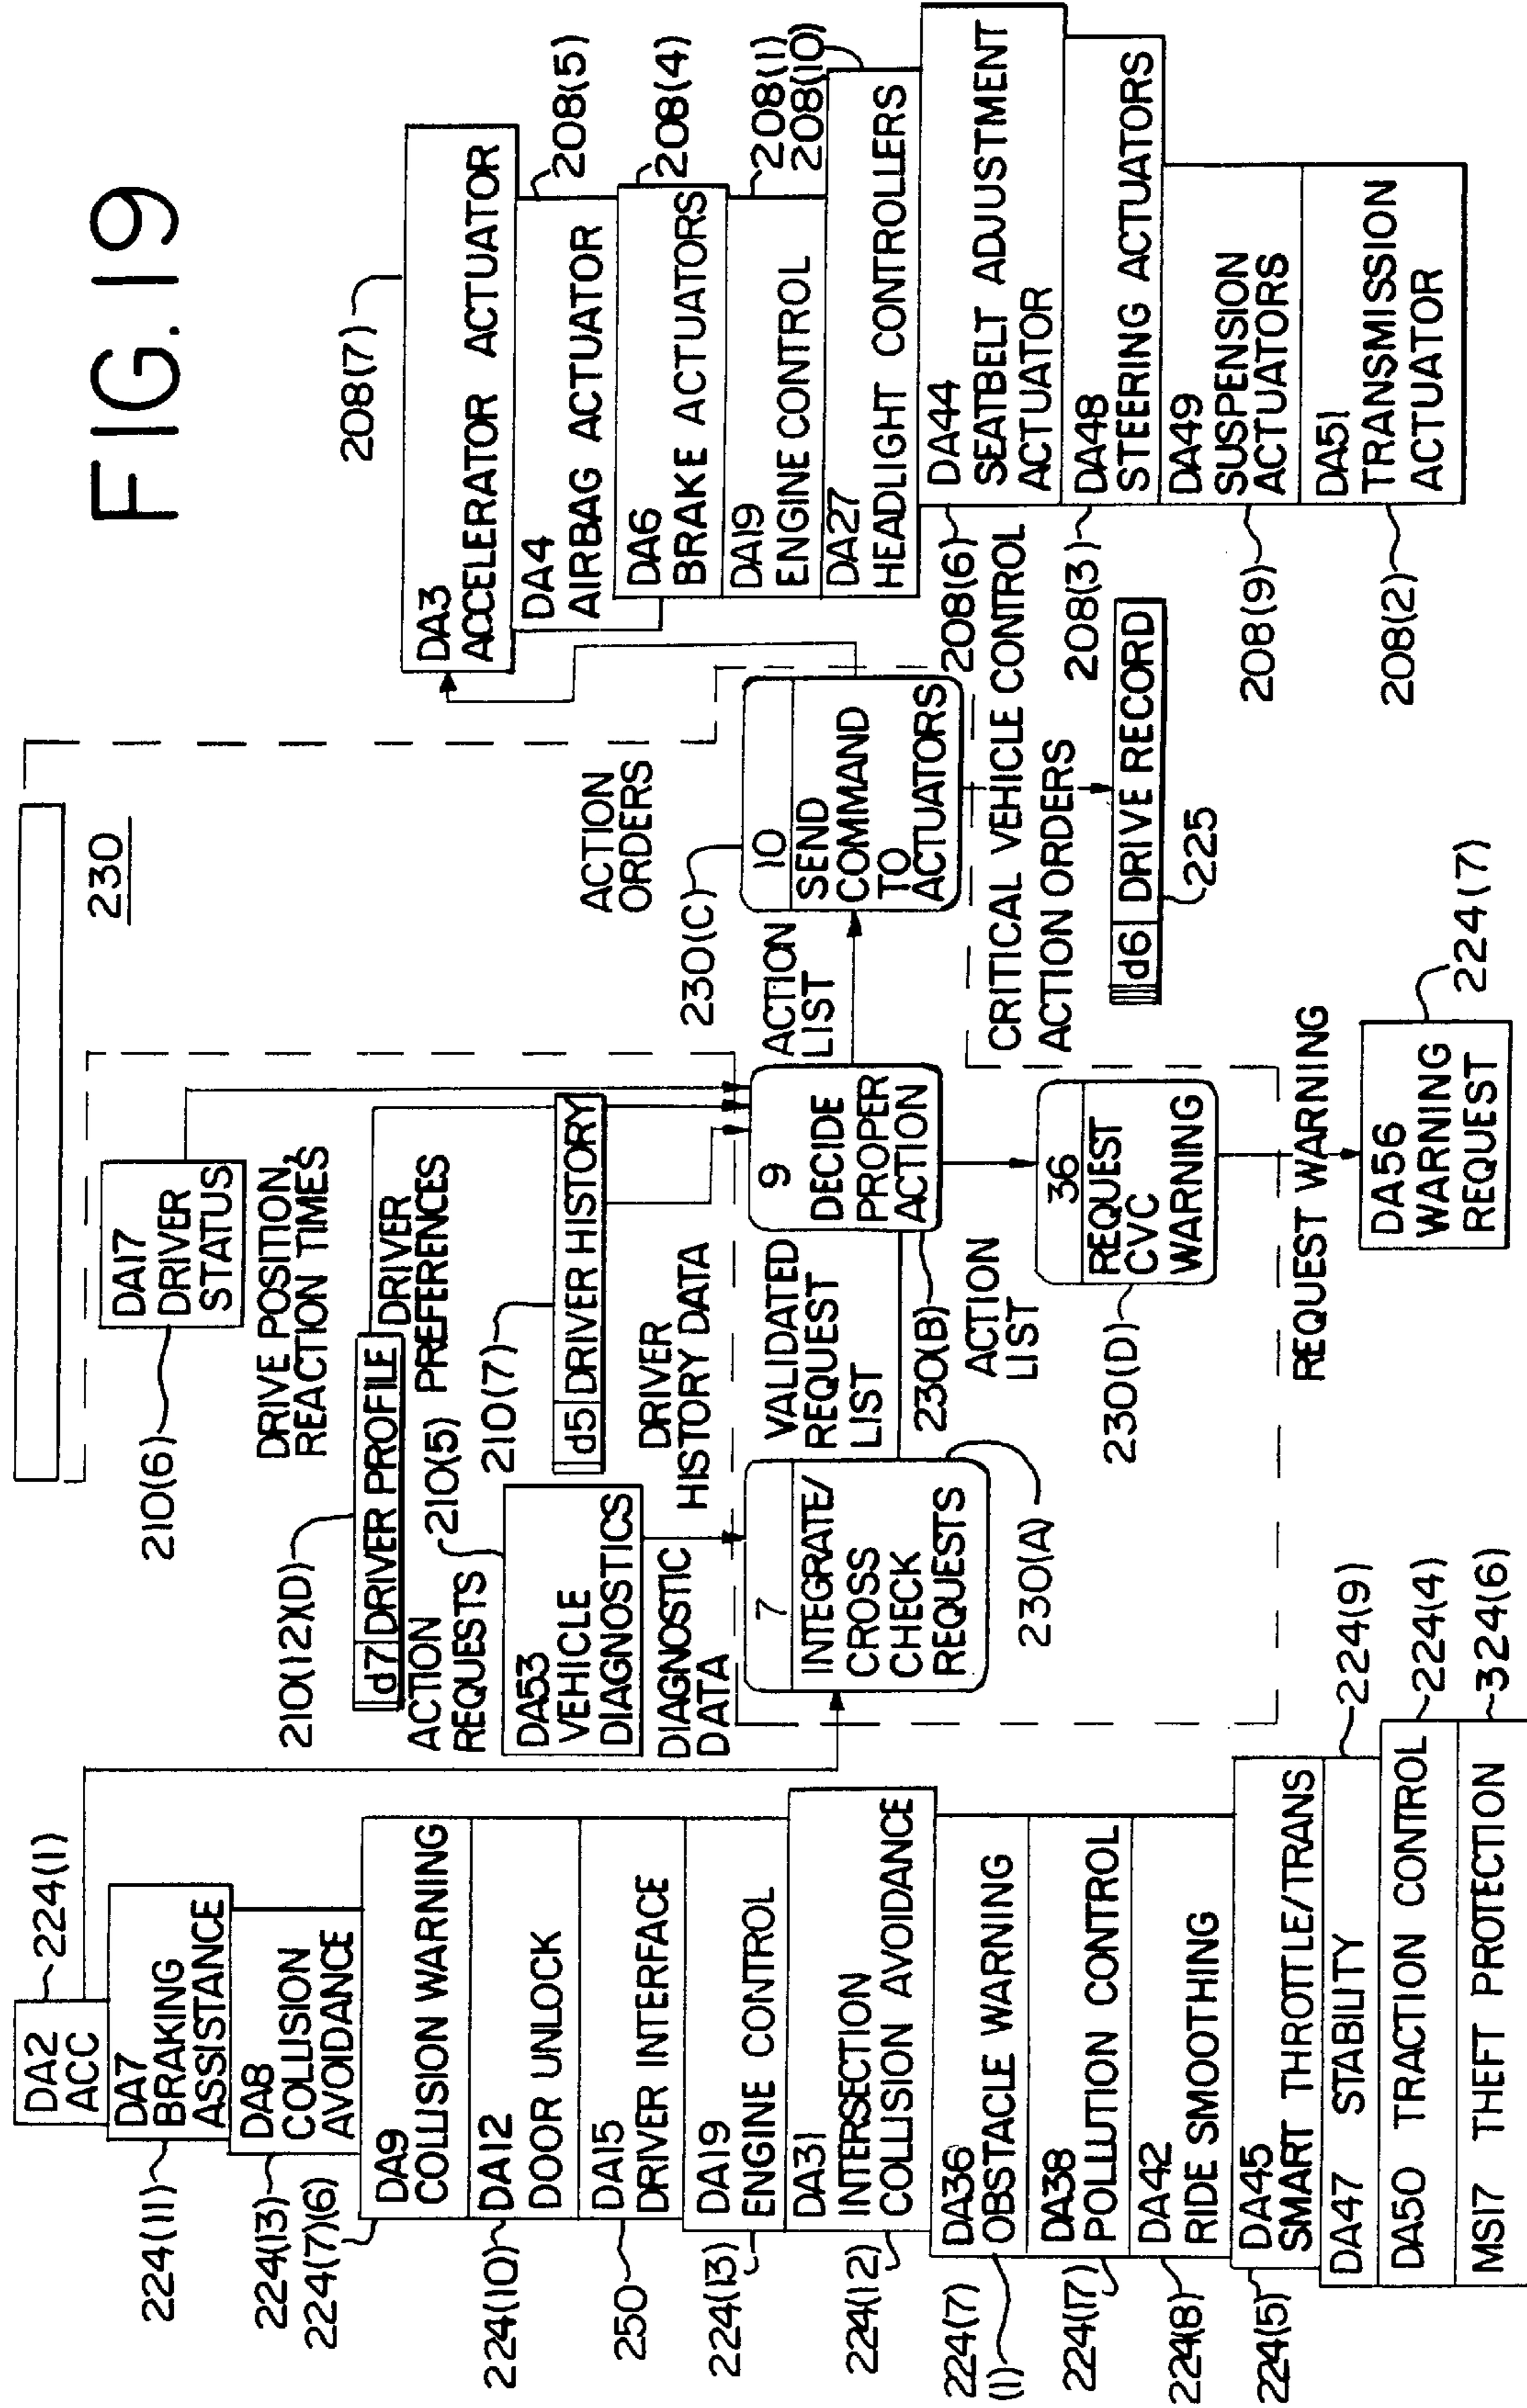 FIG. 19
230
DA2
ACC
224(1)
DA7
BRAKING
ASSISTANCE
224(11)
DA8
COLLISION
AVOIDANCE
224(13)
224(7)(6)
DA9
COLLISION WARNING
DA12
DOOR UNLOCK
224(10)
DA15
DRIVER INTERFACE
250
DA19
ENGINE CONTROL
224(13)
DA31
INTERSECTION
COLLISION AVOIDANCE
224(12)
DA36
OBSTACLE WARNING
224(7)
(1)
DA38
POLLUTION CONTROL
224(17)
DA42
RIDE SMOOTHING
224(8)
DA45
SMART THROTTLE/TRANS
224(5)
DA47 STABILITY
224(9)
DA50 TRACTION CONTROL
224(4)
MS17 THEFT PROTECTION
324(6)
DA17
DRIVER
STATUS
210(6)
DRIVE POSITION,
REACTION TIMES
210(12)(D)
d7 DRIVER PROFILE
DRIVER
PREFERENCES
ACTION
REQUESTS
210(5)
210(7)
DA53
VEHICLE
DIAGNOSTICS
d5 DRIVER HISTORY
DIAGNOSTIC
DATA
DRIVER
HISTORY DATA
7
INTEGRATE/
CROSS
CHECK
REQUESTS
230(A)
VALIDATED
REQUEST
LIST
9
DECIDE
PROPER
ACTION
230(B)
ACTION
LIST
ACTION
LIST
36
REQUEST
CVC
WARNING
230(D)
REQUEST WARNING
DA56
WARNING
REQUEST
224(7)
230(C)
10
SEND
COMMAND
TO
ACTUATORS
ACTION
ORDERS
CRITICAL VEHICLE CONTROL
ACTION ORDERS
d6 DRIVE RECORD
225
208(7)
DA3
ACCELERATOR ACTUATOR
DA4
AIRBAG ACTUATOR
208(5)
DA6
BRAKE ACTUATORS
208(4)
DA19
ENGINE CONTROL
208(1)
DA27
HEADLIGHT CONTROLLERS
208(10)
DA44
SEATBELT ADJUSTMENT
ACTUATOR
208(6)
DA48
STEERING ACTUATORS
208(3)
DA49
SUSPENSION
ACTUATORS
208(9)
DA51
TRANSMISSION
ACTUATOR
208(2)